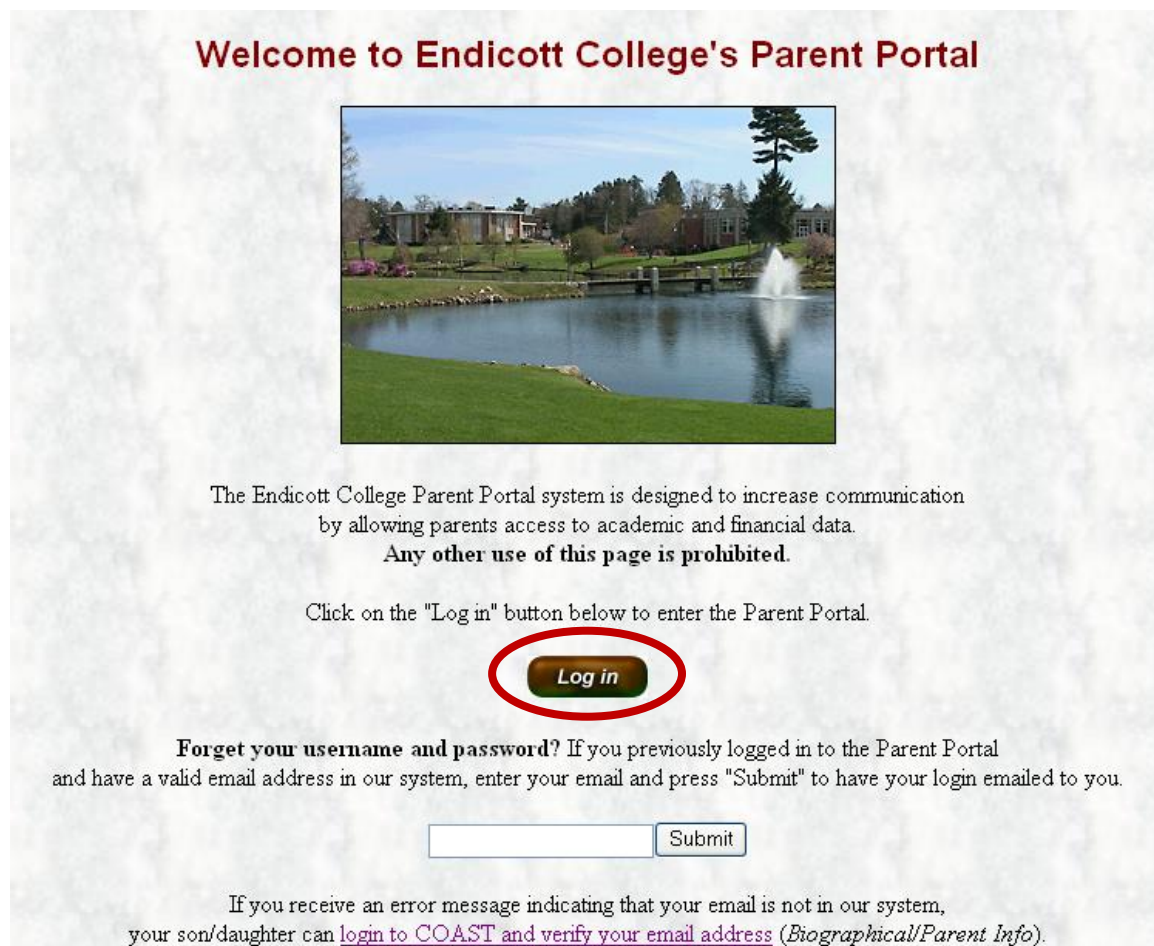 Welcome to Endicott College's Parent Portal
The Endicott College Parent Portal system is designed to increase communication
by allowing parents access to academic and financial data.
Any other use of this page is prohibited.
Click on the "Log in" button below to enter the Parent Portal.
Log in
Forget your username and password? If you previously logged in to the Parent Portal
and have a valid email address in our system, enter your email and press "Submit" to have your login emailed to you.
Submit
If you receive an error message indicating that your email is not in our system,
your son/daughter can login to COAST and verify your email address (Biographical/Parent Info).